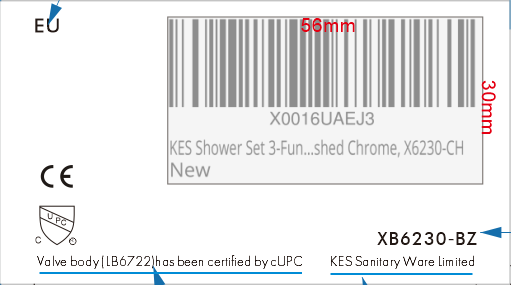 EU
56mm
30mm
X0016UAEJ3
KES Shower Set 3-Fun...shed Chrome, X6230-CH
New
CE
UPC
C
XB6230-BZ
Valve body(LB6722)has been certified by cUPC
KES Sanitary Ware Limited